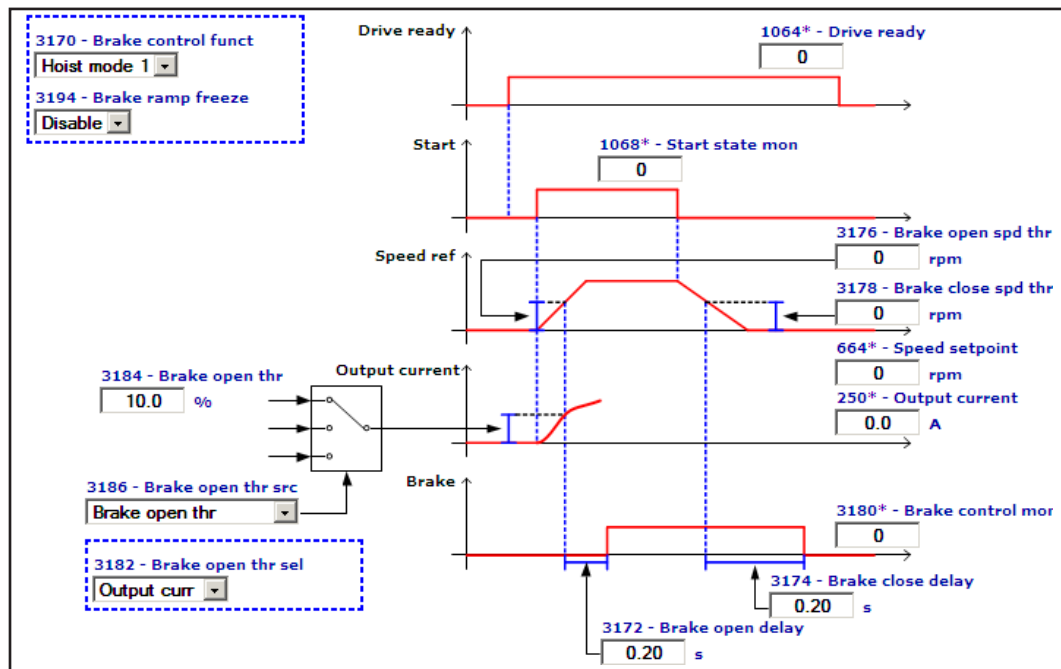 3170 - Brake control funct
Hoist mode 1
3194 - Brake ramp freeze
Disable
Drive ready
1064* - Drive ready
0
Start
1068* - Start state mon
0
Speed ref
3176 - Brake open spd thr
0 rpm
3178 - Brake close spd thr
0 rpm
664* - Speed setpoint
0 rpm
250* - Output current
0.0 A
3184 - Brake open thr
10.0 %
Output current
3186 - Brake open thr src
Brake open thr
3182 - Brake open thr sel
Output curr
Brake
3180* - Brake control mor
0
3174 - Brake close delay
0.20 s
3172 - Brake open delay
0.20 s